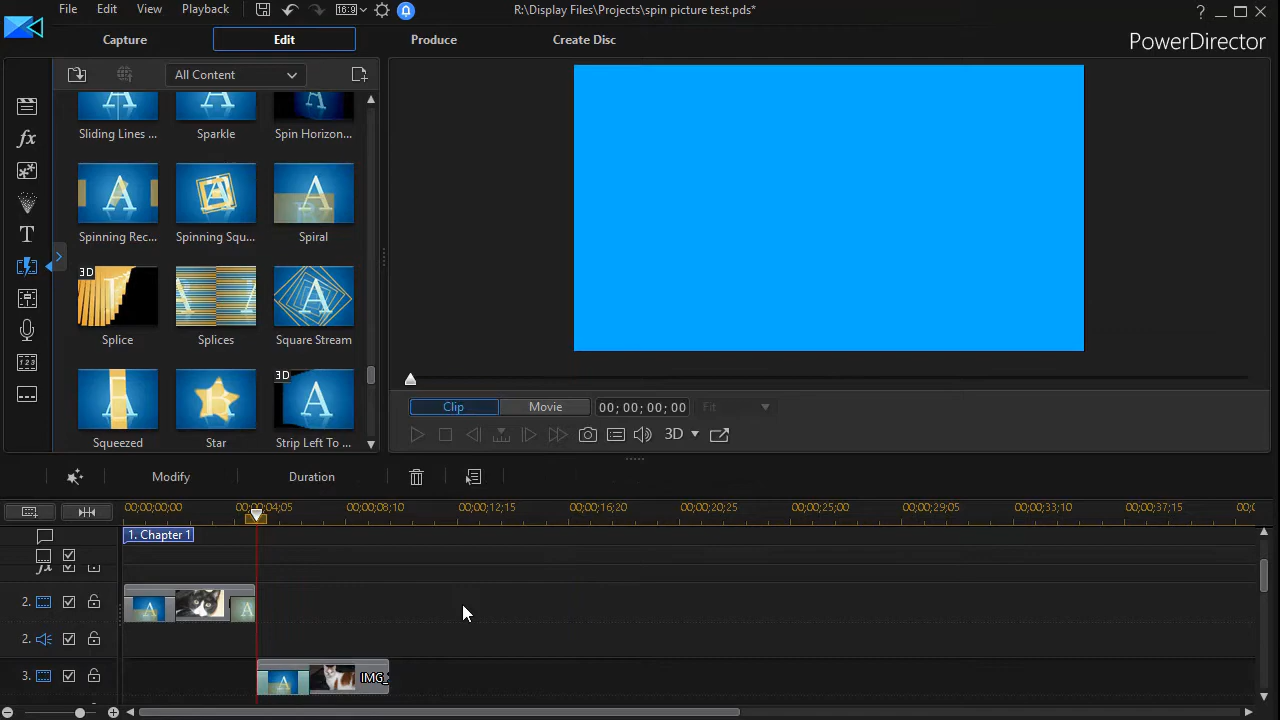 File Edit View Playback 16:9 R:\Display Files\Projects\spin picture test.pds* ?
Capture Edit Produce Create Disc PowerDirector
All Content
Sliding Lines ... Sparkle Spin Horizon...
Spinning Rec... Spinning Squ... Spiral
3D
Splice Splices Square Stream
3D
Squeezed Star Strip Left To ...
Clip Movie 00; 00; 00; 00 Fit
3D
Modify Duration
00;00;00;00 00;00;04;05 00;00;08;10 00;00;12;15 00;00;16;20 00;00;20;25 00;00;25;00 00;00;29;05 00;00;33;10 00;00;37;15
1. Chapter 1
fx
2.
2.
3. IMG_